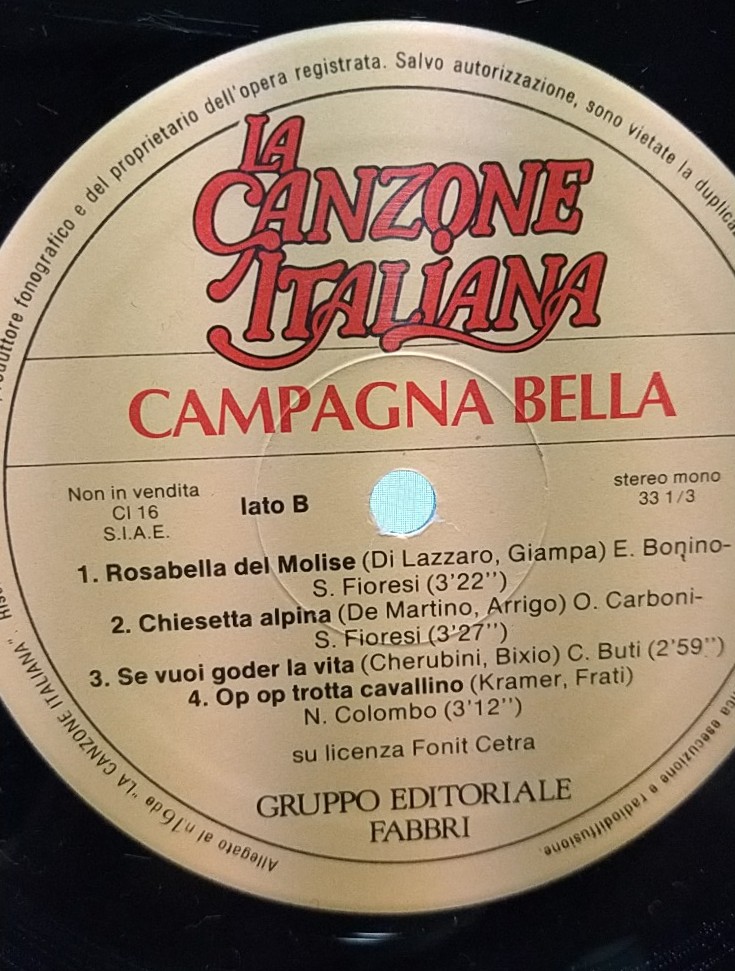 produttore fonografico e del proprietario dell'opera registrata. Salvo autorizzazione, sono vietate la
LA
CANZONE
ITALIANA
CAMPAGNA BELLA
Non in vendita
CI 16
S.I.A.E.
lato B
stereo mono
33 1/3
1. Rosabella del Molise (Di Lazzaro, Giampa) E. Bonino-
S. Fioresi (3'22'')
2. Chiesetta alpina (De Martino, Arrigo) O. Carboni-
S. Fioresi (3'27'')
3. Se vuoi goder la vita (Cherubini, Bixio) C. Buti (2'59'')
4. Op op trotta cavallino (Kramer, Frati)
N. Colombo (3'12'')
su licenza Fonit Cetra
GRUPPO EDITORIALE
FABBRI
esecuzione e radiodiffusione.
Allegato al n. 16 de "LA CANZONE ITALIANA".